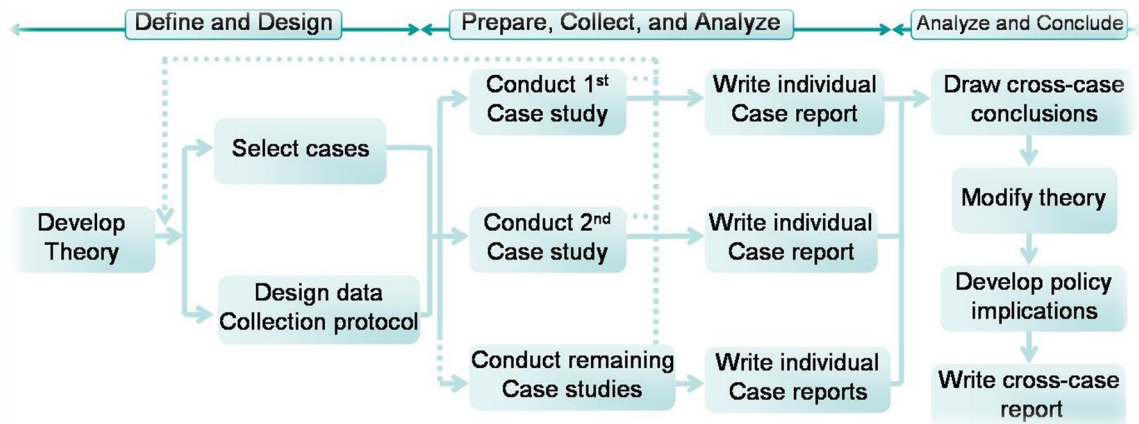 Define and Design
Prepare, Collect, and Analyze
Analyze and Conclude
Develop
Theory
Select cases
Design data
Collection protocol
Conduct 1st
Case study
Conduct 2nd
Case study
Conduct remaining
Case studies
Write individual
Case report
Write individual
Case report
Write individual
Case reports
Draw cross-case
conclusions
Modify theory
Develop policy
implications
Write cross-case
report